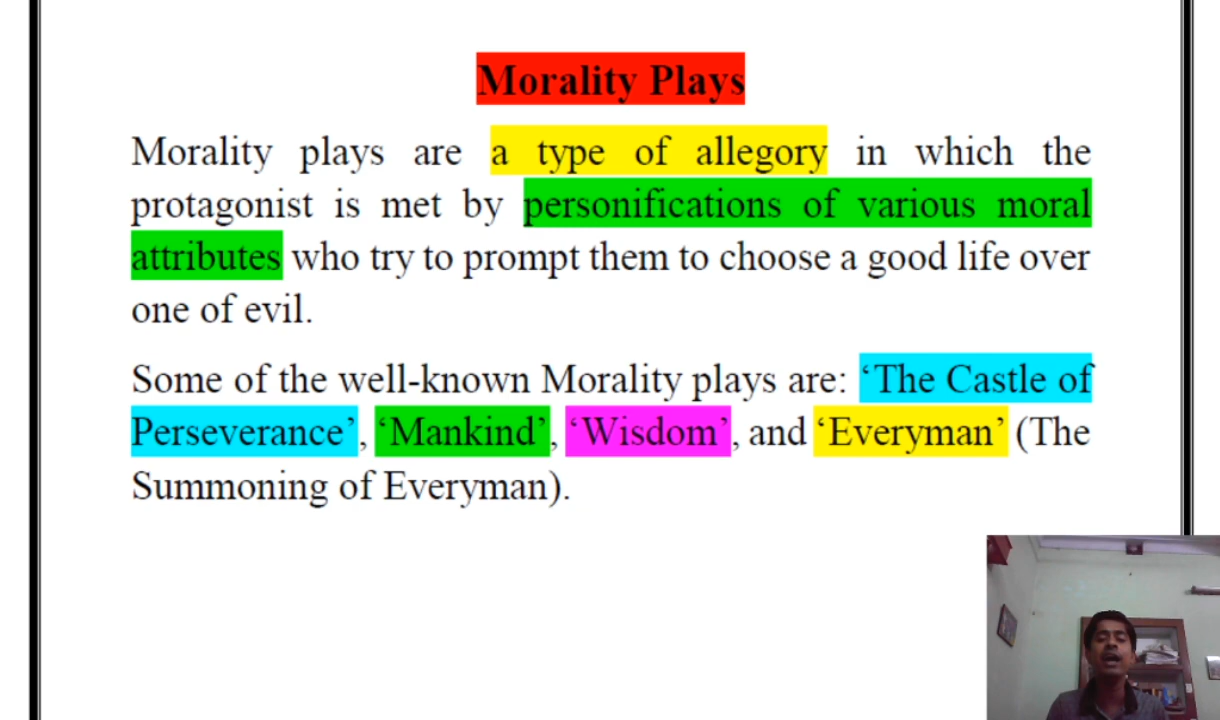 Morality Plays
Morality plays are a type of allegory in which the
protagonist is met by personifications of various moral
attributes who try to prompt them to choose a good life over
one of evil.
Some of the well-known Morality plays are: ‘The Castle of
Perseverance’, ‘Mankind’, ‘Wisdom’, and ‘Everyman’ (The
Summoning of Everyman).